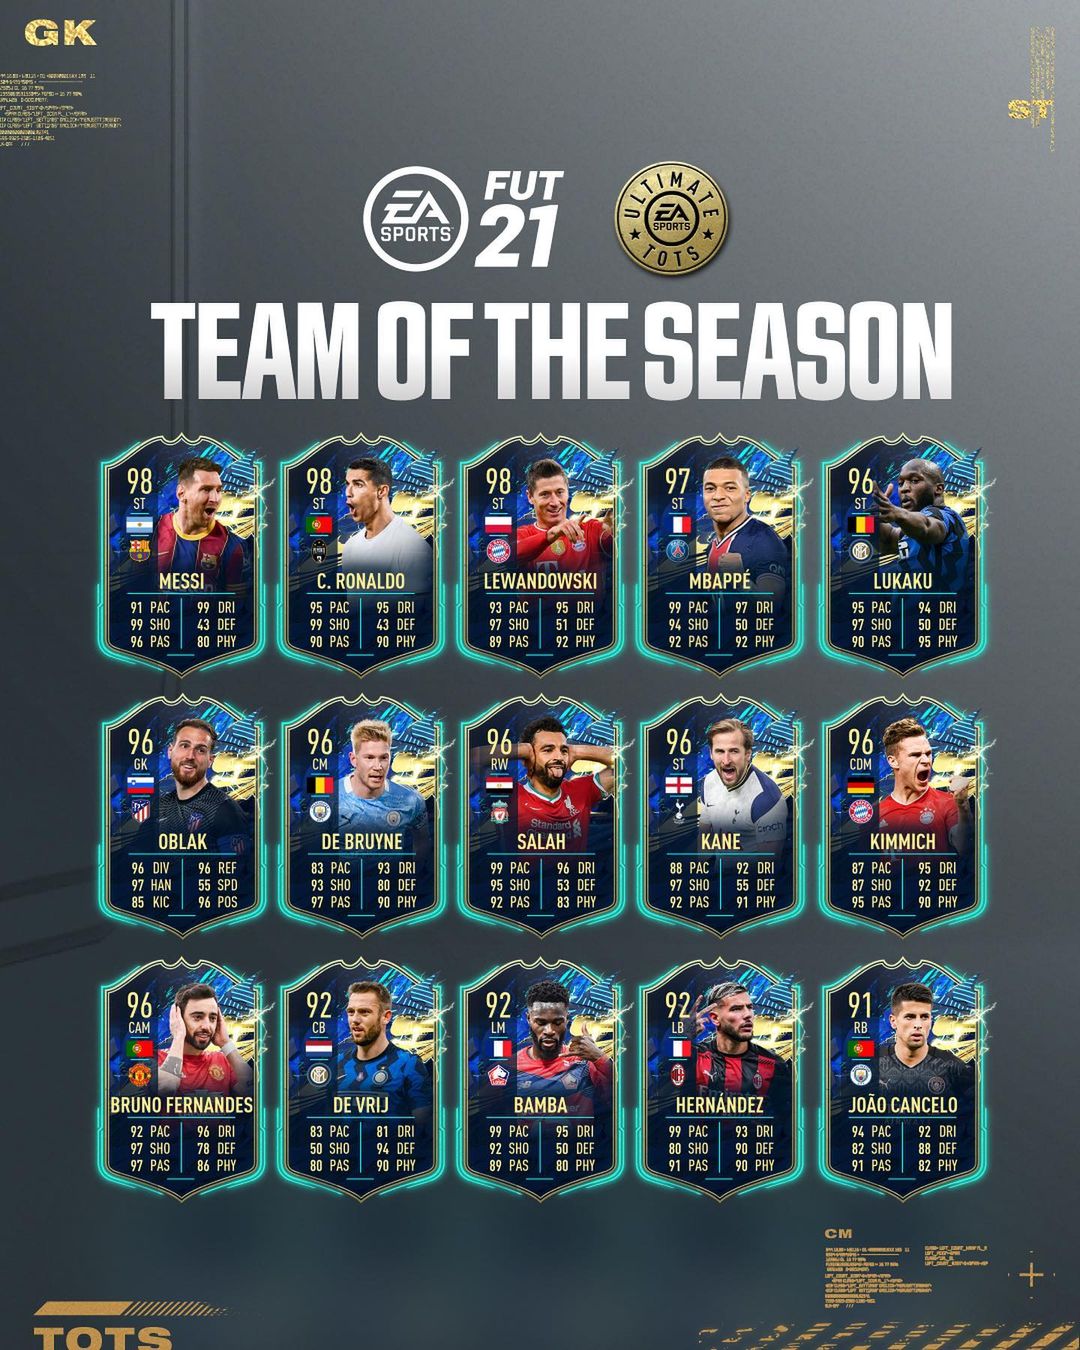 GK
ST
EA
SPORTS
FUT
21
ULTIMATE
EA
SPORTS
TOTS
TEAM OF THE SEASON
98
ST
MESSI
91 PAC 99 DRI
99 SHO 43 DEF
96 PAS 80 PHY
98
ST
C. RONALDO
95 PAC 95 DRI
99 SHO 43 DEF
90 PAS 90 PHY
98
ST
LEWANDOWSKI
93 PAC 95 DRI
97 SHO 51 DEF
89 PAS 92 PHY
97
ST
MBAPPÉ
99 PAC 97 DRI
94 SHO 50 DEF
92 PAS 92 PHY
96
ST
LUKAKU
95 PAC 94 DRI
97 SHO 50 DEF
90 PAS 95 PHY
96
GK
OBLAK
96 DIV 96 REF
97 HAN 55 SPD
85 KIC 96 POS
96
CM
DE BRUYNE
83 PAC 93 DRI
93 SHO 80 DEF
97 PAS 90 PHY
96
RW
Standard
SALAH
99 PAC 96 DRI
95 SHO 53 DEF
92 PAS 83 PHY
96
ST
KANE
88 PAC 92 DRI
97 SHO 55 DEF
92 PAS 91 PHY
96
CDM
KIMMICH
87 PAC 95 DRI
87 SHO 92 DEF
95 PAS 90 PHY
96
CAM
BRUNO FERNANDES
92 PAC 96 DRI
97 SHO 78 DEF
97 PAS 86 PHY
92
CB
DE VRIJ
83 PAC 81 DRI
50 SHO 94 DEF
80 PAS 90 PHY
92
LM
BAMBA
99 PAC 95 DRI
92 SHO 50 DEF
89 PAS 80 PHY
92
LB
HERNÁNDEZ
99 PAC 93 DRI
80 SHO 90 DEF
91 PAS 90 PHY
91
RB
JOÃO CANCELO
94 PAC 92 DRI
82 SHO 88 DEF
91 PAS 82 PHY
CM
TOTS